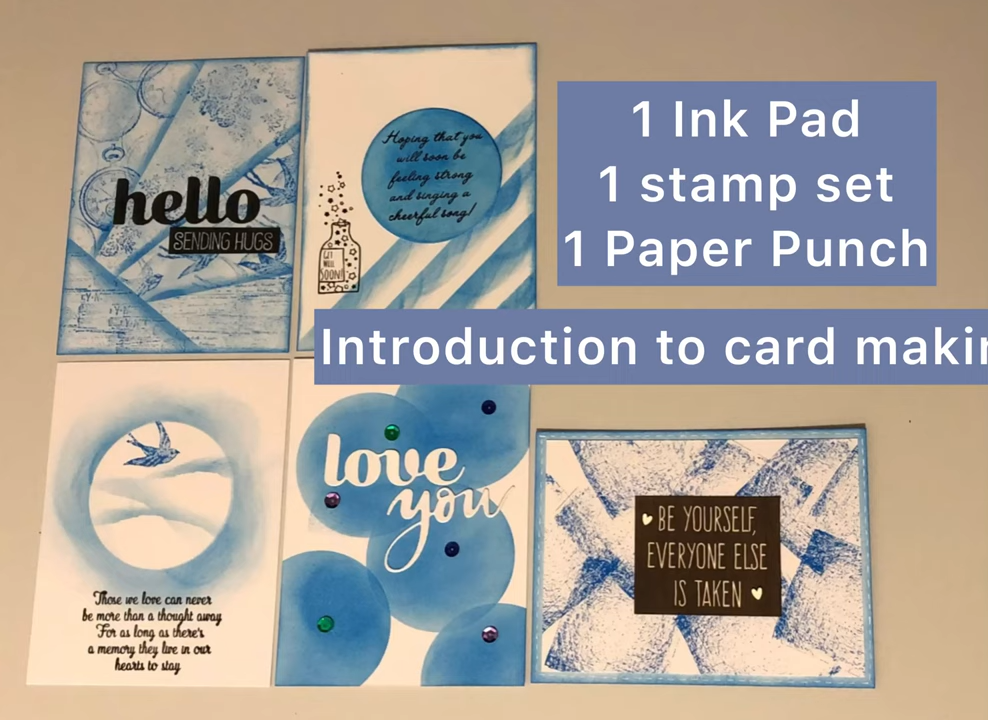 hello
SENDING HUGS
Hoping that you
will soon be
feeling strong
and singing a
cheerful song!
GET
WELL
SOON!
1 Ink Pad
1 stamp set
1 Paper Punch
Introduction to card makin
Those we love can never
be more than a thought away
For as long as there's
a memory they live in our
hearts to stay
love
you
BE YOURSELF,
EVERYONE ELSE
IS TAKEN